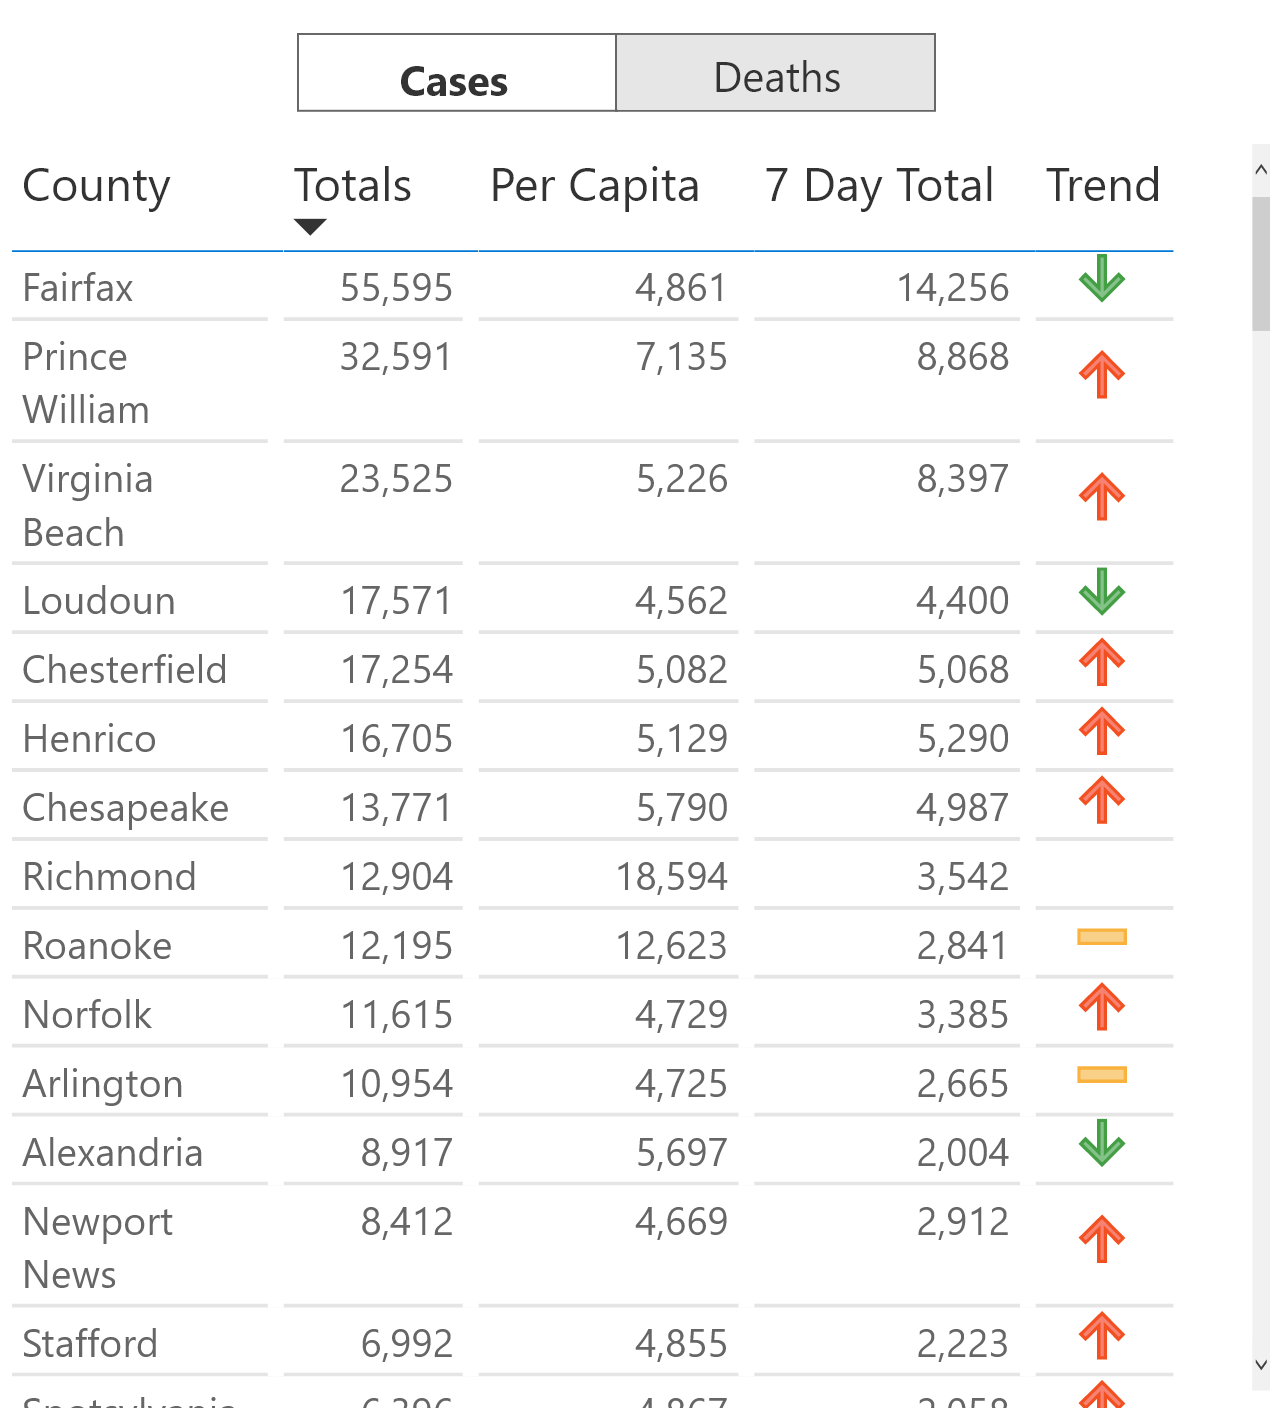 Cases Deaths
County Totals Per Capita 7 Day Total Trend
Fairfax 55,595 4,861 14,256
Prince 32,591 7,135 8,868
William
Virginia 23,525 5,226 8,397
Beach
Loudoun 17,571 4,562 4,400
Chesterfield 17,254 5,082 5,068
Henrico 16,705 5,129 5,290
Chesapeake 13,771 5,790 4,987
Richmond 12,904 18,594 3,542
Roanoke 12,195 12,623 2,841
Norfolk 11,615 4,729 3,385
Arlington 10,954 4,725 2,665
Alexandria 8,917 5,697 2,004
Newport 8,412 4,669 2,912
News
Stafford 6,992 4,855 2,223